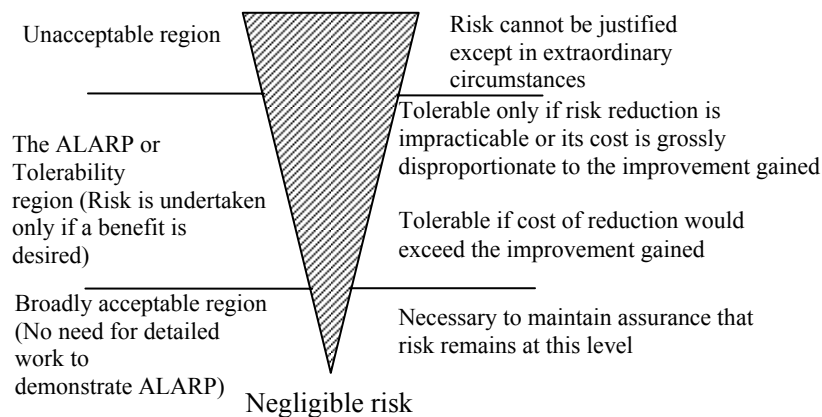 Unacceptable region
Risk cannot be justified
except in extraordinary
circumstances
The ALARP or
Tolerability
region (Risk is undertaken
only if a benefit is
desired)
Tolerable only if risk reduction is
impracticable or its cost is grossly
disproportionate to the improvement gained
Tolerable if cost of reduction would
exceed the improvement gained
Broadly acceptable region
(No need for detailed
work to
demonstrate ALARP)
Necessary to maintain assurance that
risk remains at this level
Negligible risk